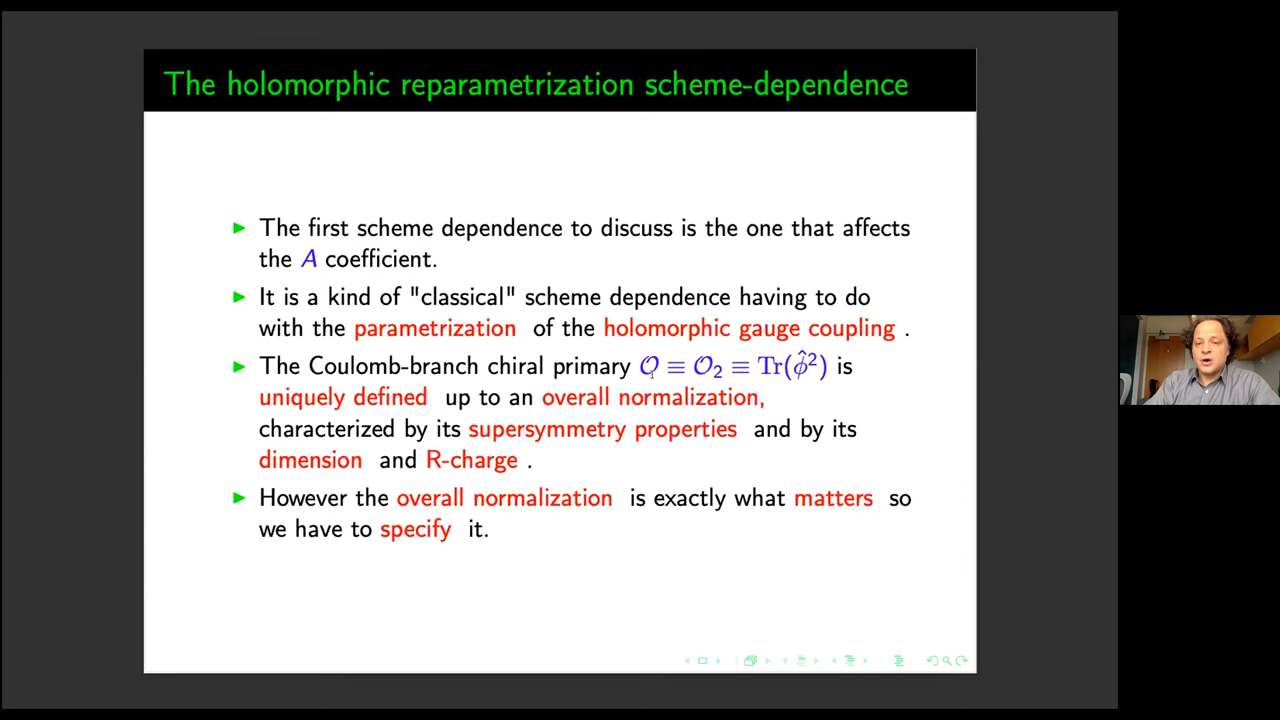 The holomorphic reparametrization scheme-dependence
The first scheme dependence to discuss is the one that affects
the A coefficient.
It is a kind of "classical" scheme dependence having to do
with the parametrization of the holomorphic gauge coupling .
The Coulomb-branch chiral primary 𝒪 ≡ 𝒪₂ ≡ Tr(φ̂²) is
uniquely defined up to an overall normalization,
characterized by its supersymmetry properties and by its
dimension and R-charge .
However the overall normalization is exactly what matters so
we have to specify it.